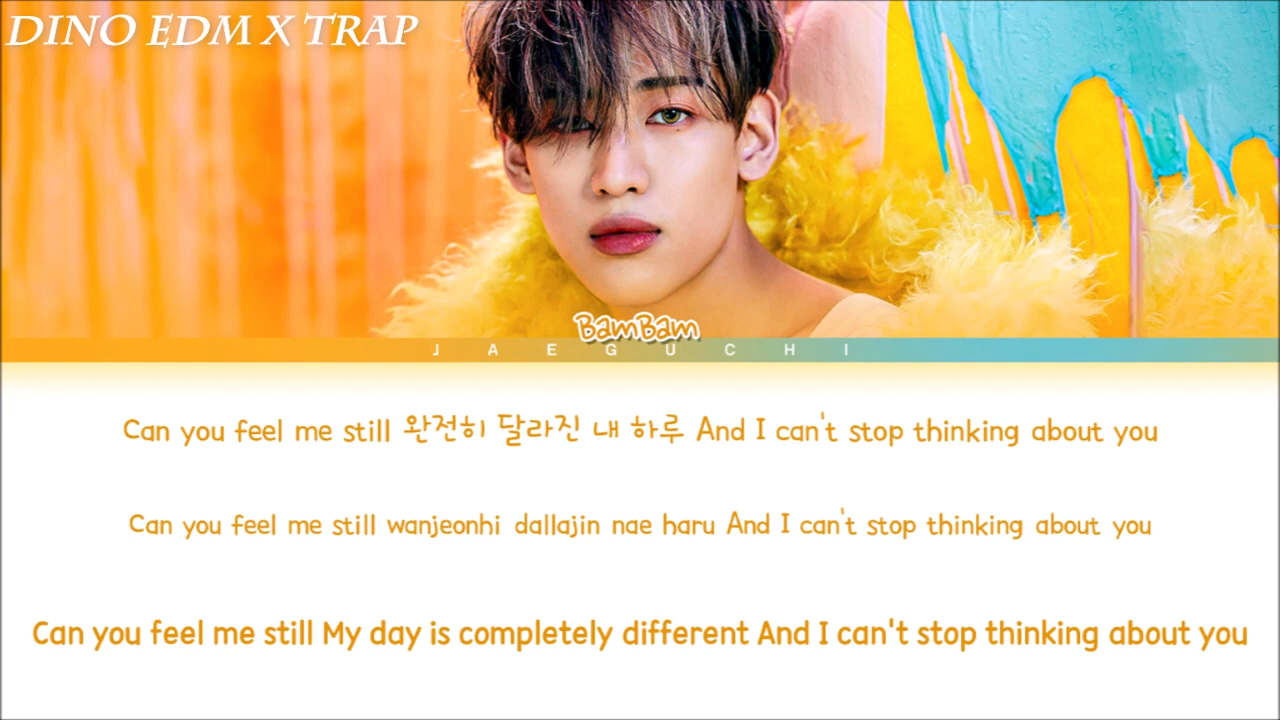 DINO EDM X TRAP
BamBam
JAEGUCHI
Can you feel me still 완전히 달라진 내 하루 And I can't stop thinking about you
Can you feel me still wanjeonhi dallajin nae haru And I can't stop thinking about you
Can you feel me still My day is completely different And I can't stop thinking about you